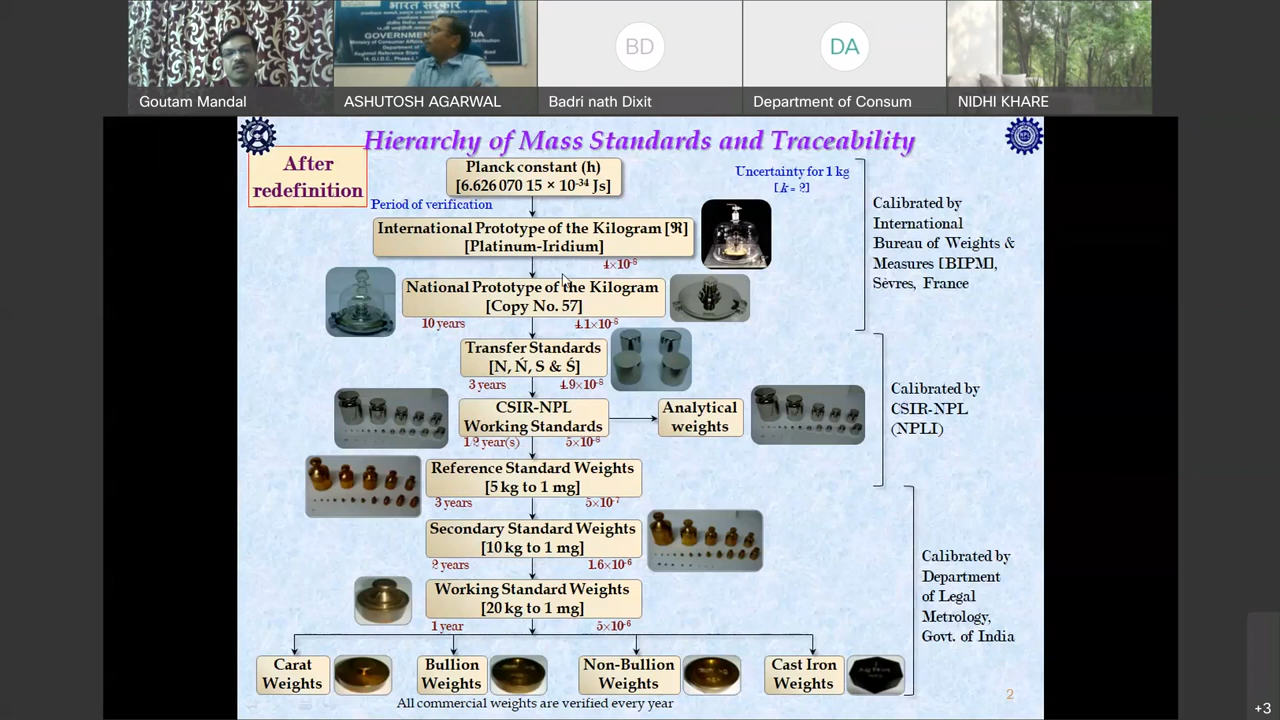 भारत सरकार
GOVERNMENT
Goutam Mandal
ASHUTOSH AGARWAL
BD
Badri nath Dixit
DA
Department of Consum
NIDHI KHARE
Hierarchy of Mass Standards and Traceability
After
redefinition
Planck constant (h)
[6.626 070 15 × 10-34 Js]
Uncertainty for 1 kg
[k = 2]
Period of verification
International Prototype of the Kilogram [ℜ]
[Platinum-Iridium]
4×10-8
National Prototype of the Kilogram
[Copy No. 57]
10 years
4.1×10-8
Calibrated by
International
Bureau of Weights &
Measures [BIPM],
Sèvres, France
Transfer Standards
[N, Ń, S & Ś]
3 years
4.9×10-8
CSIR-NPL
Working Standards
Analytical
weights
1/2 year(s)
5×10-8
Calibrated by
CSIR-NPL
(NPLI)
Reference Standard Weights
[5 kg to 1 mg]
3 years
5×10-7
Secondary Standard Weights
[10 kg to 1 mg]
2 years
1.6×10-6
Working Standard Weights
[20 kg to 1 mg]
1 year
5×10-6
Calibrated by
Department
of Legal
Metrology,
Govt. of India
Carat
Weights
Bullion
Weights
Non-Bullion
Weights
Cast Iron
Weights
All commercial weights are verified every year
2
+3